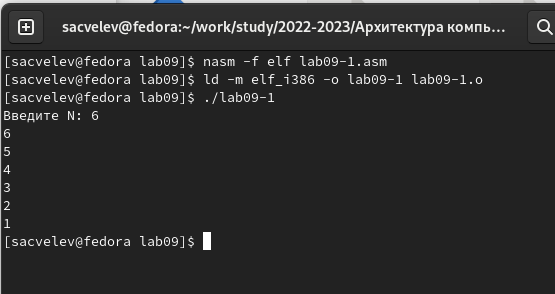 sacvelev@fedora:~/work/study/2022-2023/Архитектура компь...
[sacvelev@fedora lab09]$ nasm -f elf lab09-1.asm
[sacvelev@fedora lab09]$ ld -m elf_i386 -o lab09-1 lab09-1.o
[sacvelev@fedora lab09]$ ./lab09-1
Введите N: 6
6
5
4
3
2
1
[sacvelev@fedora lab09]$